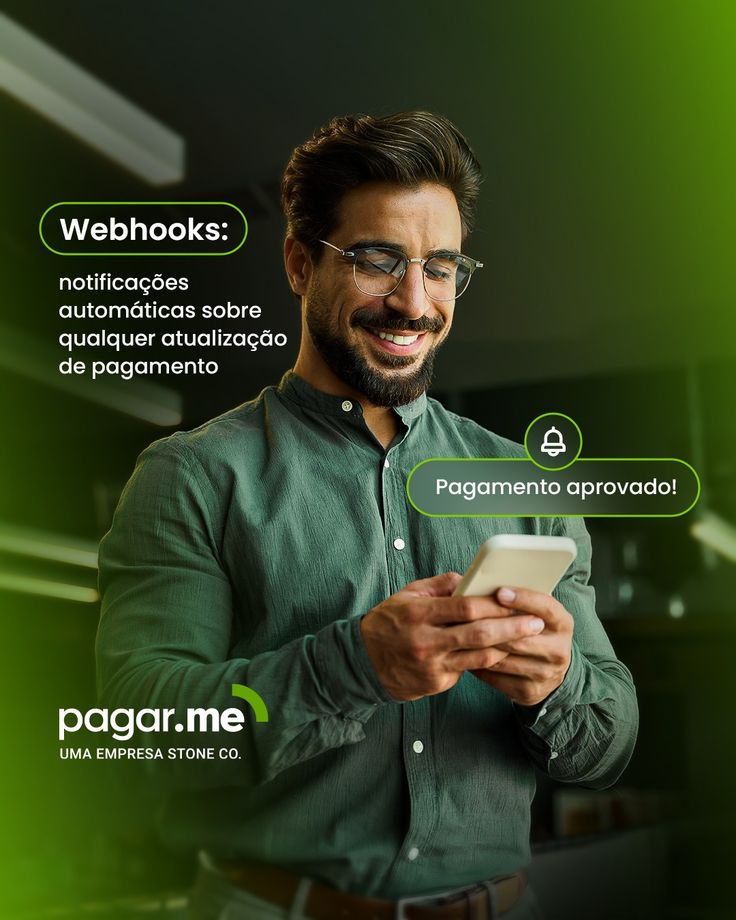 Webhooks:
notificações
automáticas sobre
qualquer atualização
de pagamento
Pagamento aprovado!
pagar.me
UMA EMPRESA STONE CO.